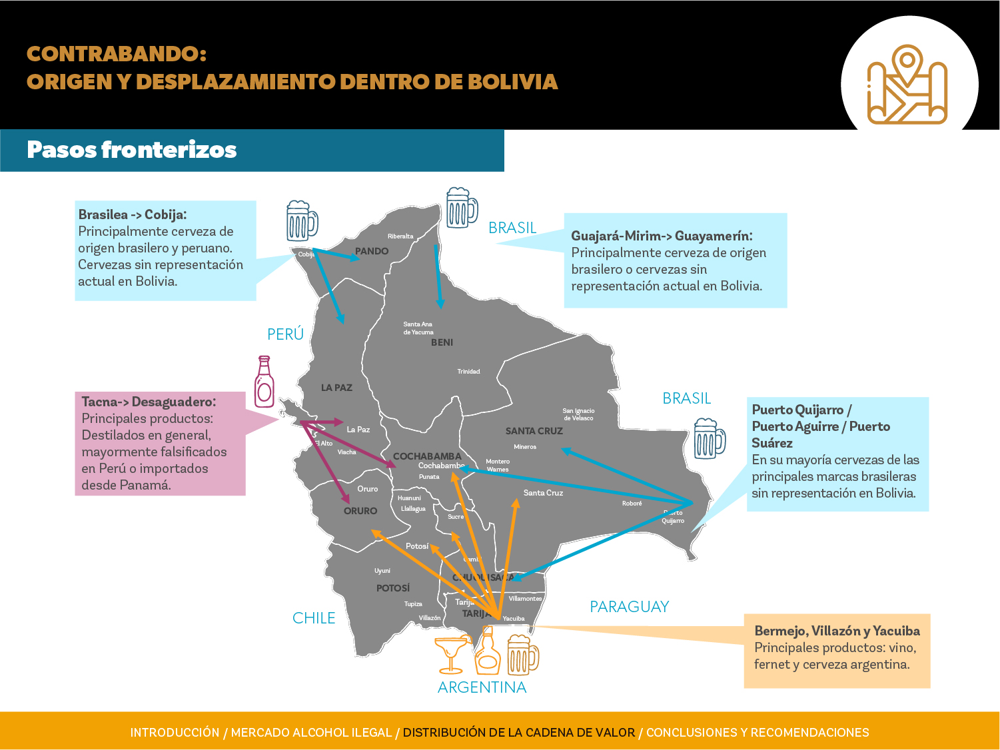 CONTRABANDO:
ORIGEN Y DESPLAZAMIENTO DENTRO DE BOLIVIA
Pasos fronterizos
Brasilea -> Cobija:
Principalmente cerveza de
origen brasilero y peruano.
Cervezas sin representación
actual en Bolivia.
BRASIL
Guajará-Mirim-> Guayamerín:
Principalmente cerveza de origen
brasilero o cervezas sin
representación actual en Bolivia.
Riberalta
Cobija
PANDO
PERÚ
Santa Ana
de Yacuma
BENI
Trinidad
LA PAZ
Tacna-> Desaguadero:
Principales productos:
Destilados en general,
mayormente falsificados
en Perú o importados
desde Panamá.
BRASIL
Puerto Quijarro /
Puerto Aguirre / Puerto
Suárez
En su mayoría cervezas de las
principales marcas brasileras
sin representación en Bolivia.
San Ignacio
de Velasco
La Paz
SANTA CRUZ
El Alto
Viacha
Mineros
COCHABAMBA
Cochabamba
Montero
Warnes
Punata
Oruro
Santa Cruz
Huanuni
Llallagua
Roboré
ORURO
Sucre
Puerto
Quijarro
Potosí
Uyuni
CHUQUISACA
POTOSÍ
Tupiza
Tarija
Villamontes
TARIJA
Villazón
Yacuiba
CHILE
PARAGUAY
Bermejo, Villazón y Yacuiba
Principales productos: vino,
fernet y cerveza argentina.
ARGENTINA
INTRODUCCIÓN / MERCADO ALCOHOL ILEGAL / DISTRIBUCIÓN DE LA CADENA DE VALOR / CONCLUSIONES Y RECOMENDACIONES